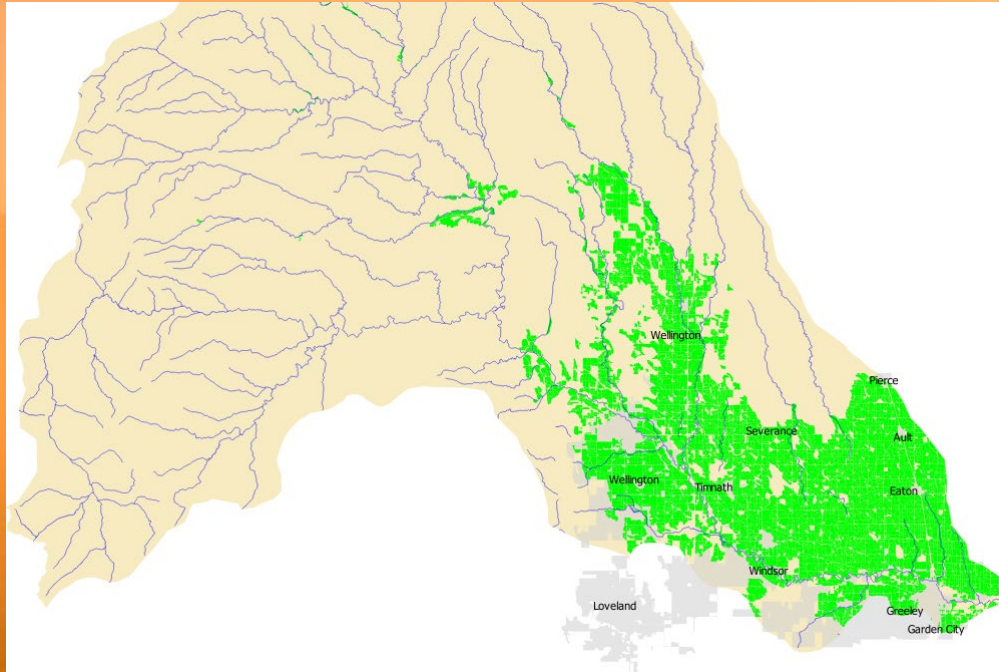 Wellington
Pierce
Severance
Ault
Wellington
Timnath
Eaton
Windsor
Loveland
Greeley
Garden City